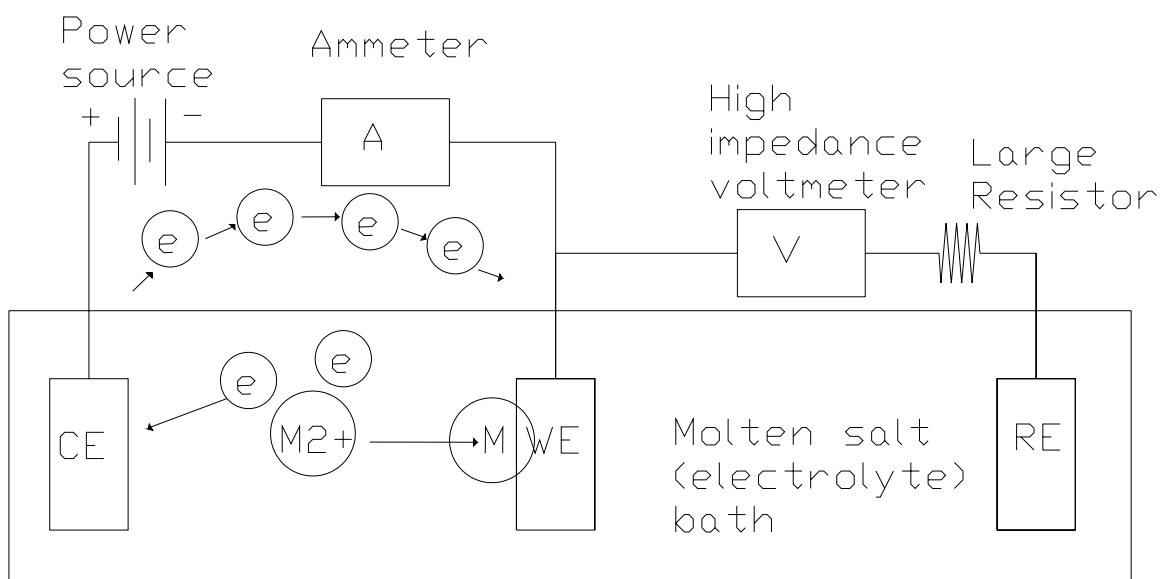 Power
source
+ −
Ammeter
A
High
impedance
voltmeter
Large
Resistor
V
e
e
e
e
e
e
CE
M2+
M
WE
Molten salt
(electrolyte)
bath
RE